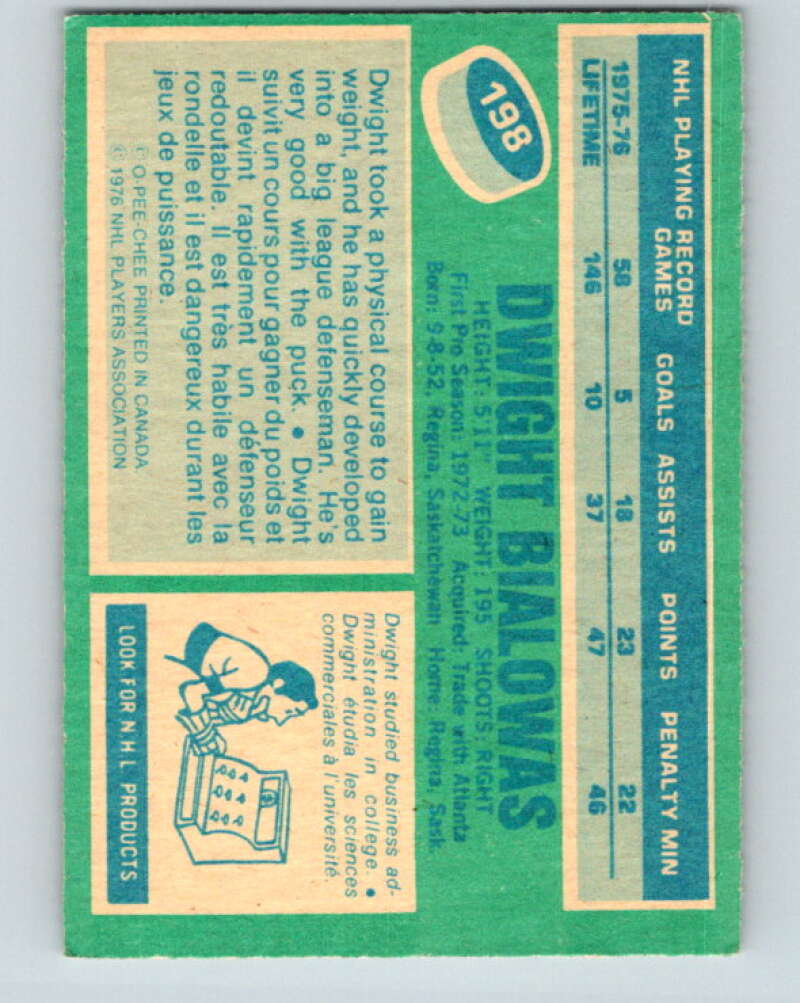 NHL PLAYING RECORD
GAMES GOALS ASSISTS POINTS PENALTY MIN
1975-76 58 5 18 23 22
LIFETIME 146 10 37 47 46
198
DWIGHT BIALOWAS
HEIGHT: 5'11" WEIGHT: 195 SHOOTS: RIGHT
First Pro Season: 1972-73 Acquired: Trade with Atlanta
Born: 9-8-52, Regina, Saskatchewan Home: Regina, Sask.
Dwight took a physical course to gain
weight, and he has quickly developed
into a big league defenseman. He's
very good with the puck. • Dwight
suivit un cours pour gagner du poids et
il devint rapidement un défenseur
redoutable. Il est très habile avec la
rondelle et il est dangereux durant les
jeux de puissance.
© O-PEE-CHEE PRINTED IN CANADA
© 1976 NHL PLAYERS ASSOCIATION
Dwight studied business ad-
ministration in college. •
Dwight étudia les sciences
commerciales à l'université.
LOOK FOR N.H.L. PRODUCTS